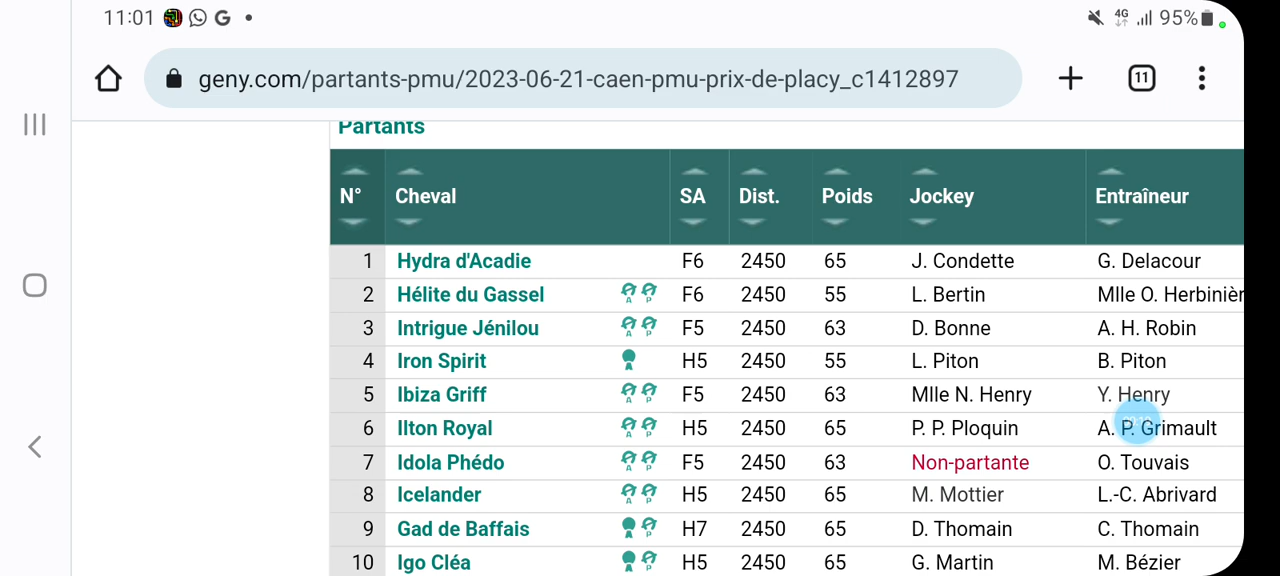 11:01 G 4G 95%
geny.com/partants-pmu/2023-06-21-caen-pmu-prix-de-placy_c1412897 11
Partants
N° Cheval SA Dist. Poids Jockey Entraîneur
1 Hydra d'Acadie F6 2450 65 J. Condette G. Delacour
2 Hélite du Gassel A P F6 2450 55 L. Bertin Mlle O. Herbinièr
3 Intrigue Jénilou A P F5 2450 63 D. Bonne A. H. Robin
4 Iron Spirit A H5 2450 55 L. Piton B. Piton
5 Ibiza Griff A P F5 2450 63 Mlle N. Henry Y. Henry
6 Ilton Royal A P H5 2450 65 P. P. Ploquin A. P. Grimault
7 Idola Phédo A P F5 2450 63 Non-partante O. Touvais
8 Icelander A P H5 2450 65 M. Mottier L.-C. Abrivard
9 Gad de Baffais A P H7 2450 65 D. Thomain C. Thomain
10 Igo Cléa A P H5 2450 65 G. Martin M. Bézier